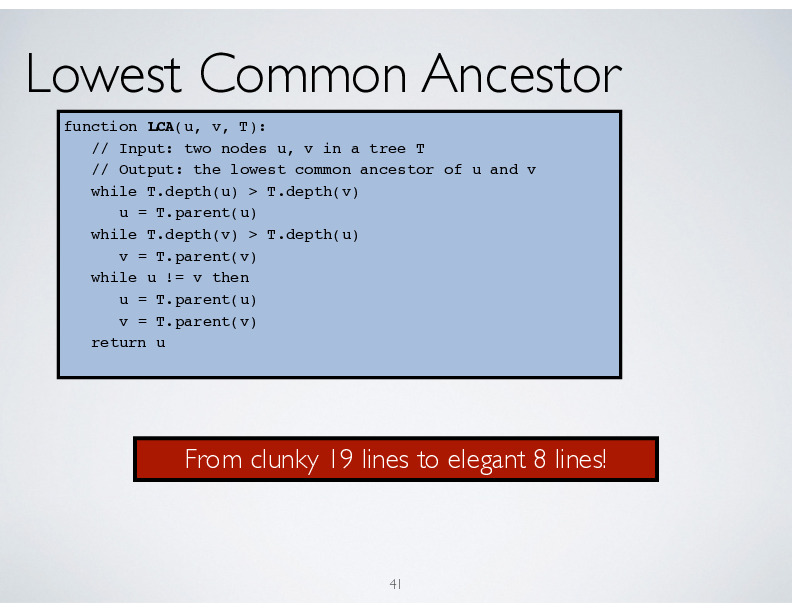 Lowest Common Ancestor
function LCA(u, v, T):
   // Input: two nodes u, v in a tree T
   // Output: the lowest common ancestor of u and v
   while T.depth(u) > T.depth(v)
      u = T.parent(u)
   while T.depth(v) > T.depth(u)
      v = T.parent(v)
   while u != v then
      u = T.parent(u)
      v = T.parent(v)
   return u
From clunky 19 lines to elegant 8 lines!
41